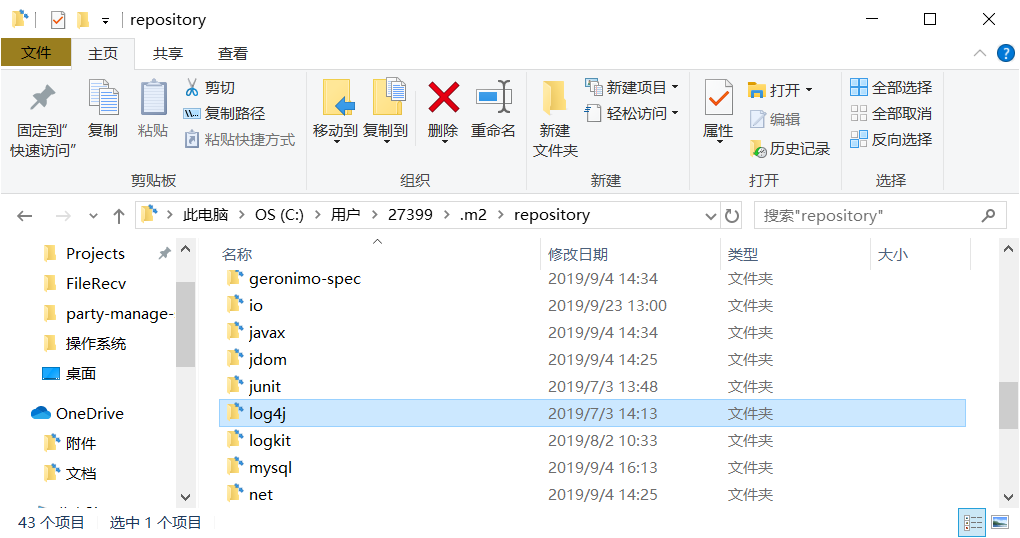 repository
文件 主页 共享 查看
固定到"快速访问"
复制
粘贴
剪切
复制路径
粘贴快捷方式
剪贴板
移动到 复制到 删除 重命名
组织
新建
文件夹
新建项目
轻松访问
新建
属性
打开
编辑
历史记录
打开
全部选择
全部取消
反向选择
选择
此电脑 OS (C:) 用户 27399 .m2 repository
搜索"repository"
Projects
FileRecv
party-manage-
操作系统
桌面
OneDrive
附件
文档
名称 修改日期 类型 大小
geronimo-spec 2019/9/4 14:34 文件夹
io 2019/9/23 13:00 文件夹
javax 2019/9/4 14:34 文件夹
jdom 2019/9/4 14:25 文件夹
junit 2019/7/3 13:48 文件夹
log4j 2019/7/3 14:13 文件夹
logkit 2019/8/2 10:33 文件夹
mysql 2019/9/4 16:13 文件夹
net 2019/9/4 14:25 文件夹
43 个项目 选中 1 个项目